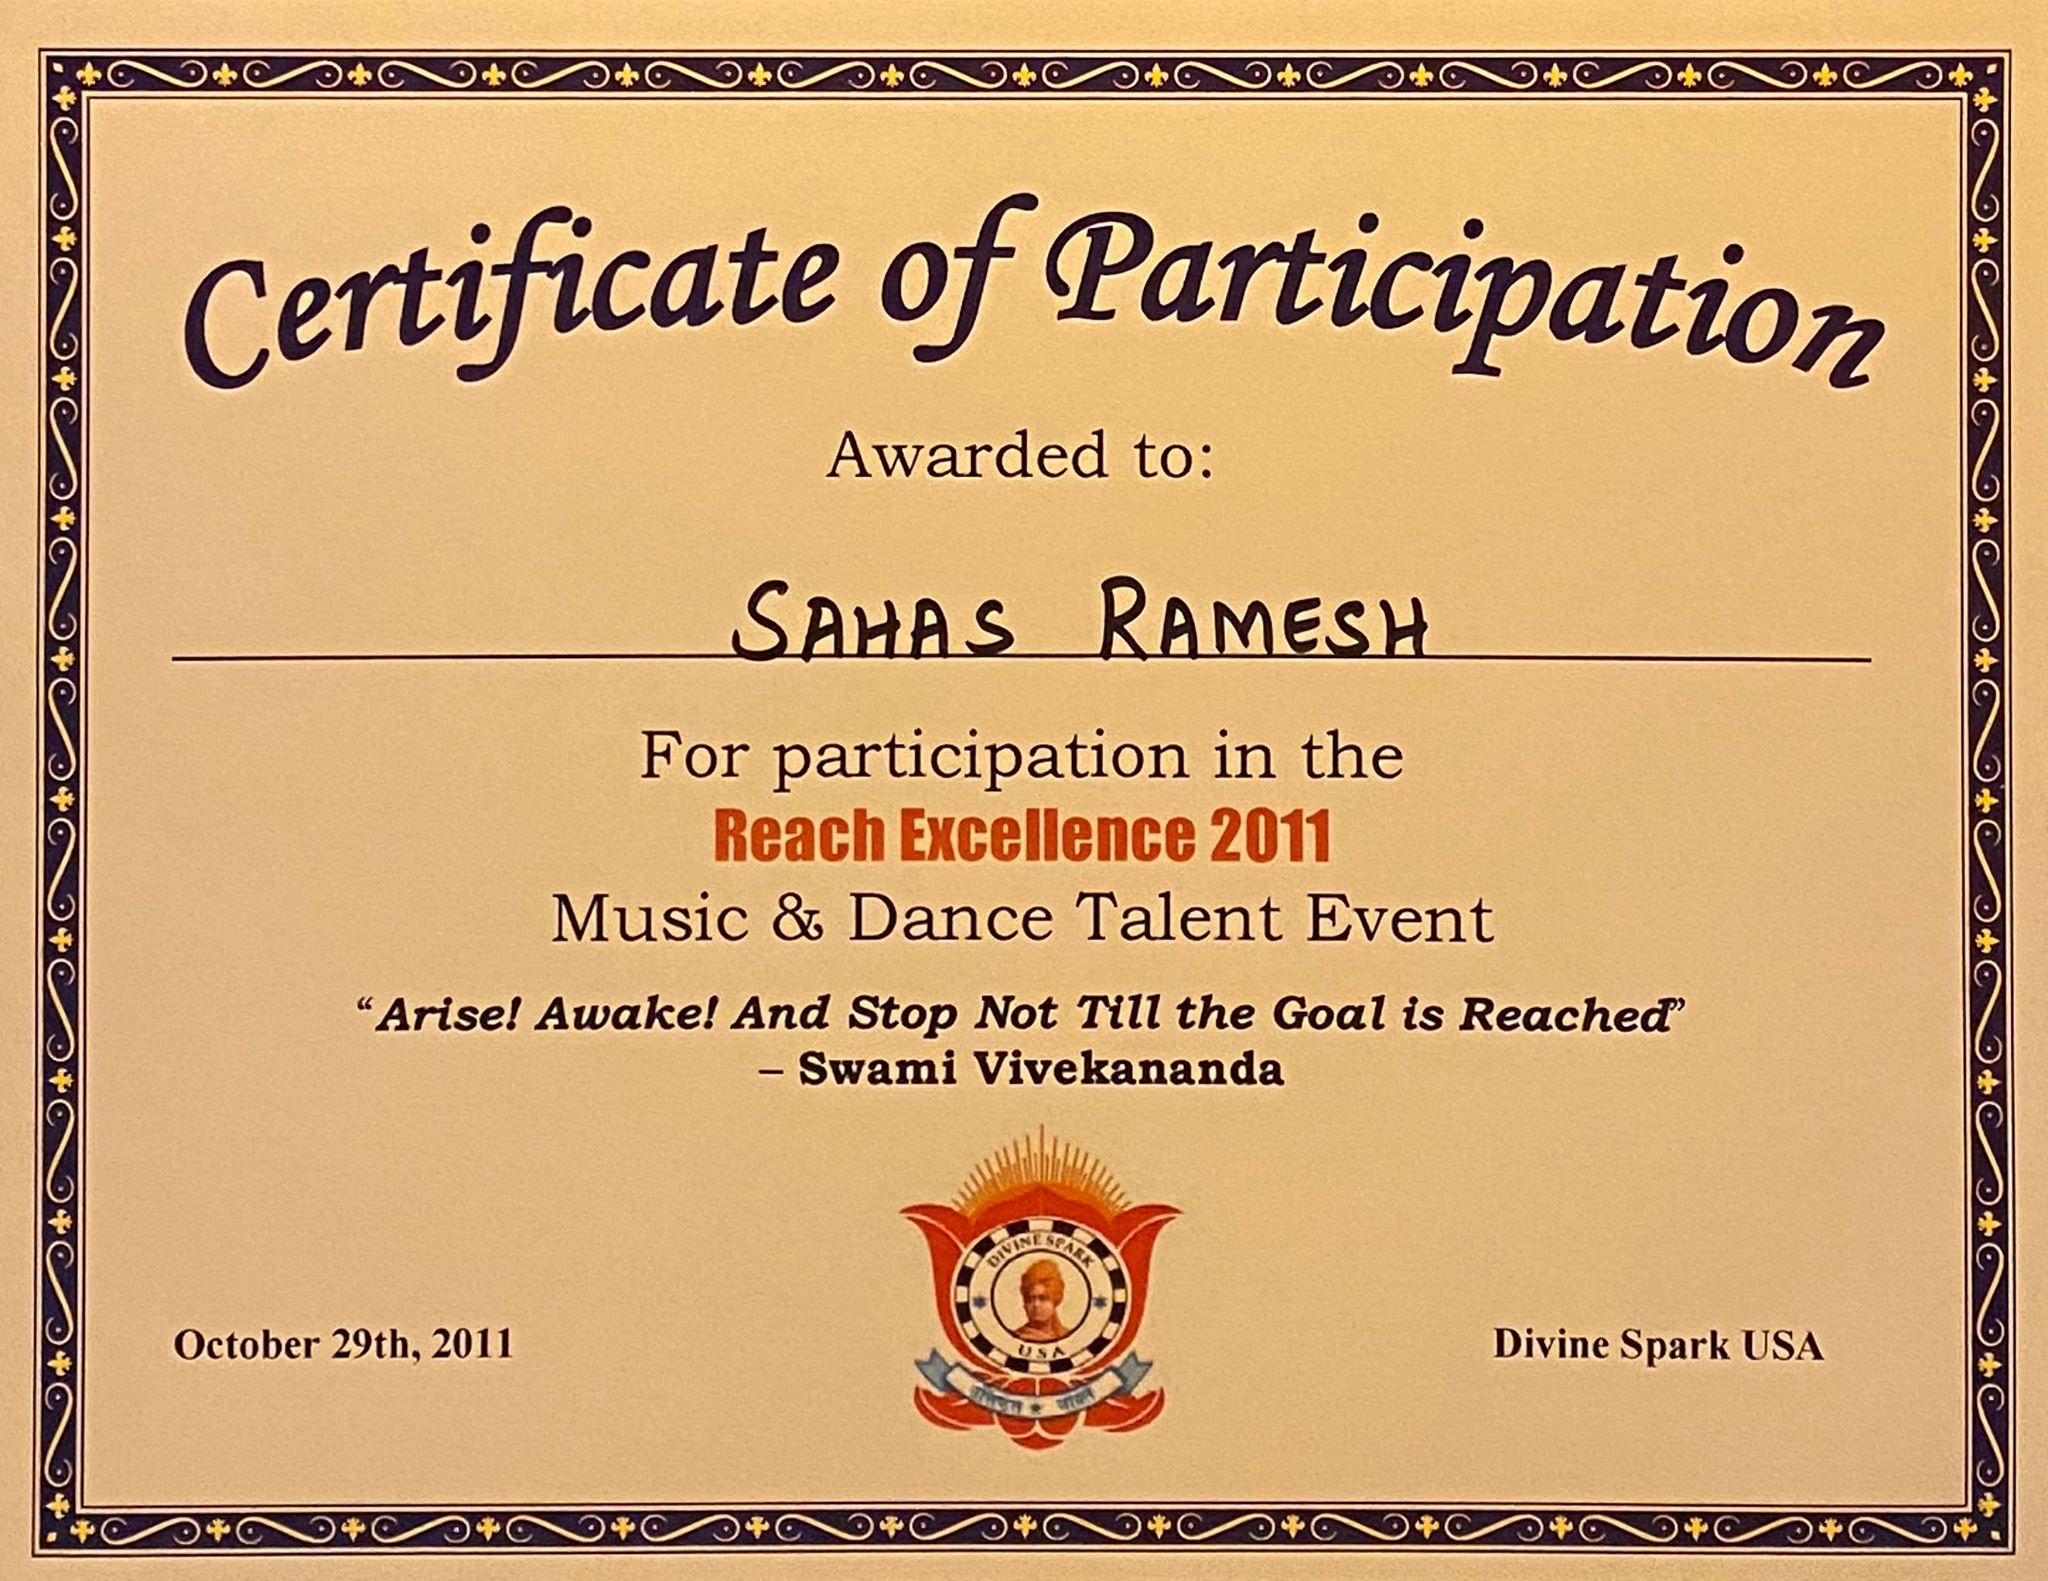 Certificate of Participation
Awarded to:
SAHAS RAMESH
For participation in the
Reach Excellence 2011
Music & Dance Talent Event
“Arise! Awake! And Stop Not Till the Goal is Reached”
– Swami Vivekananda
DIVINE SPARK
USA
October 29th, 2011
Divine Spark USA